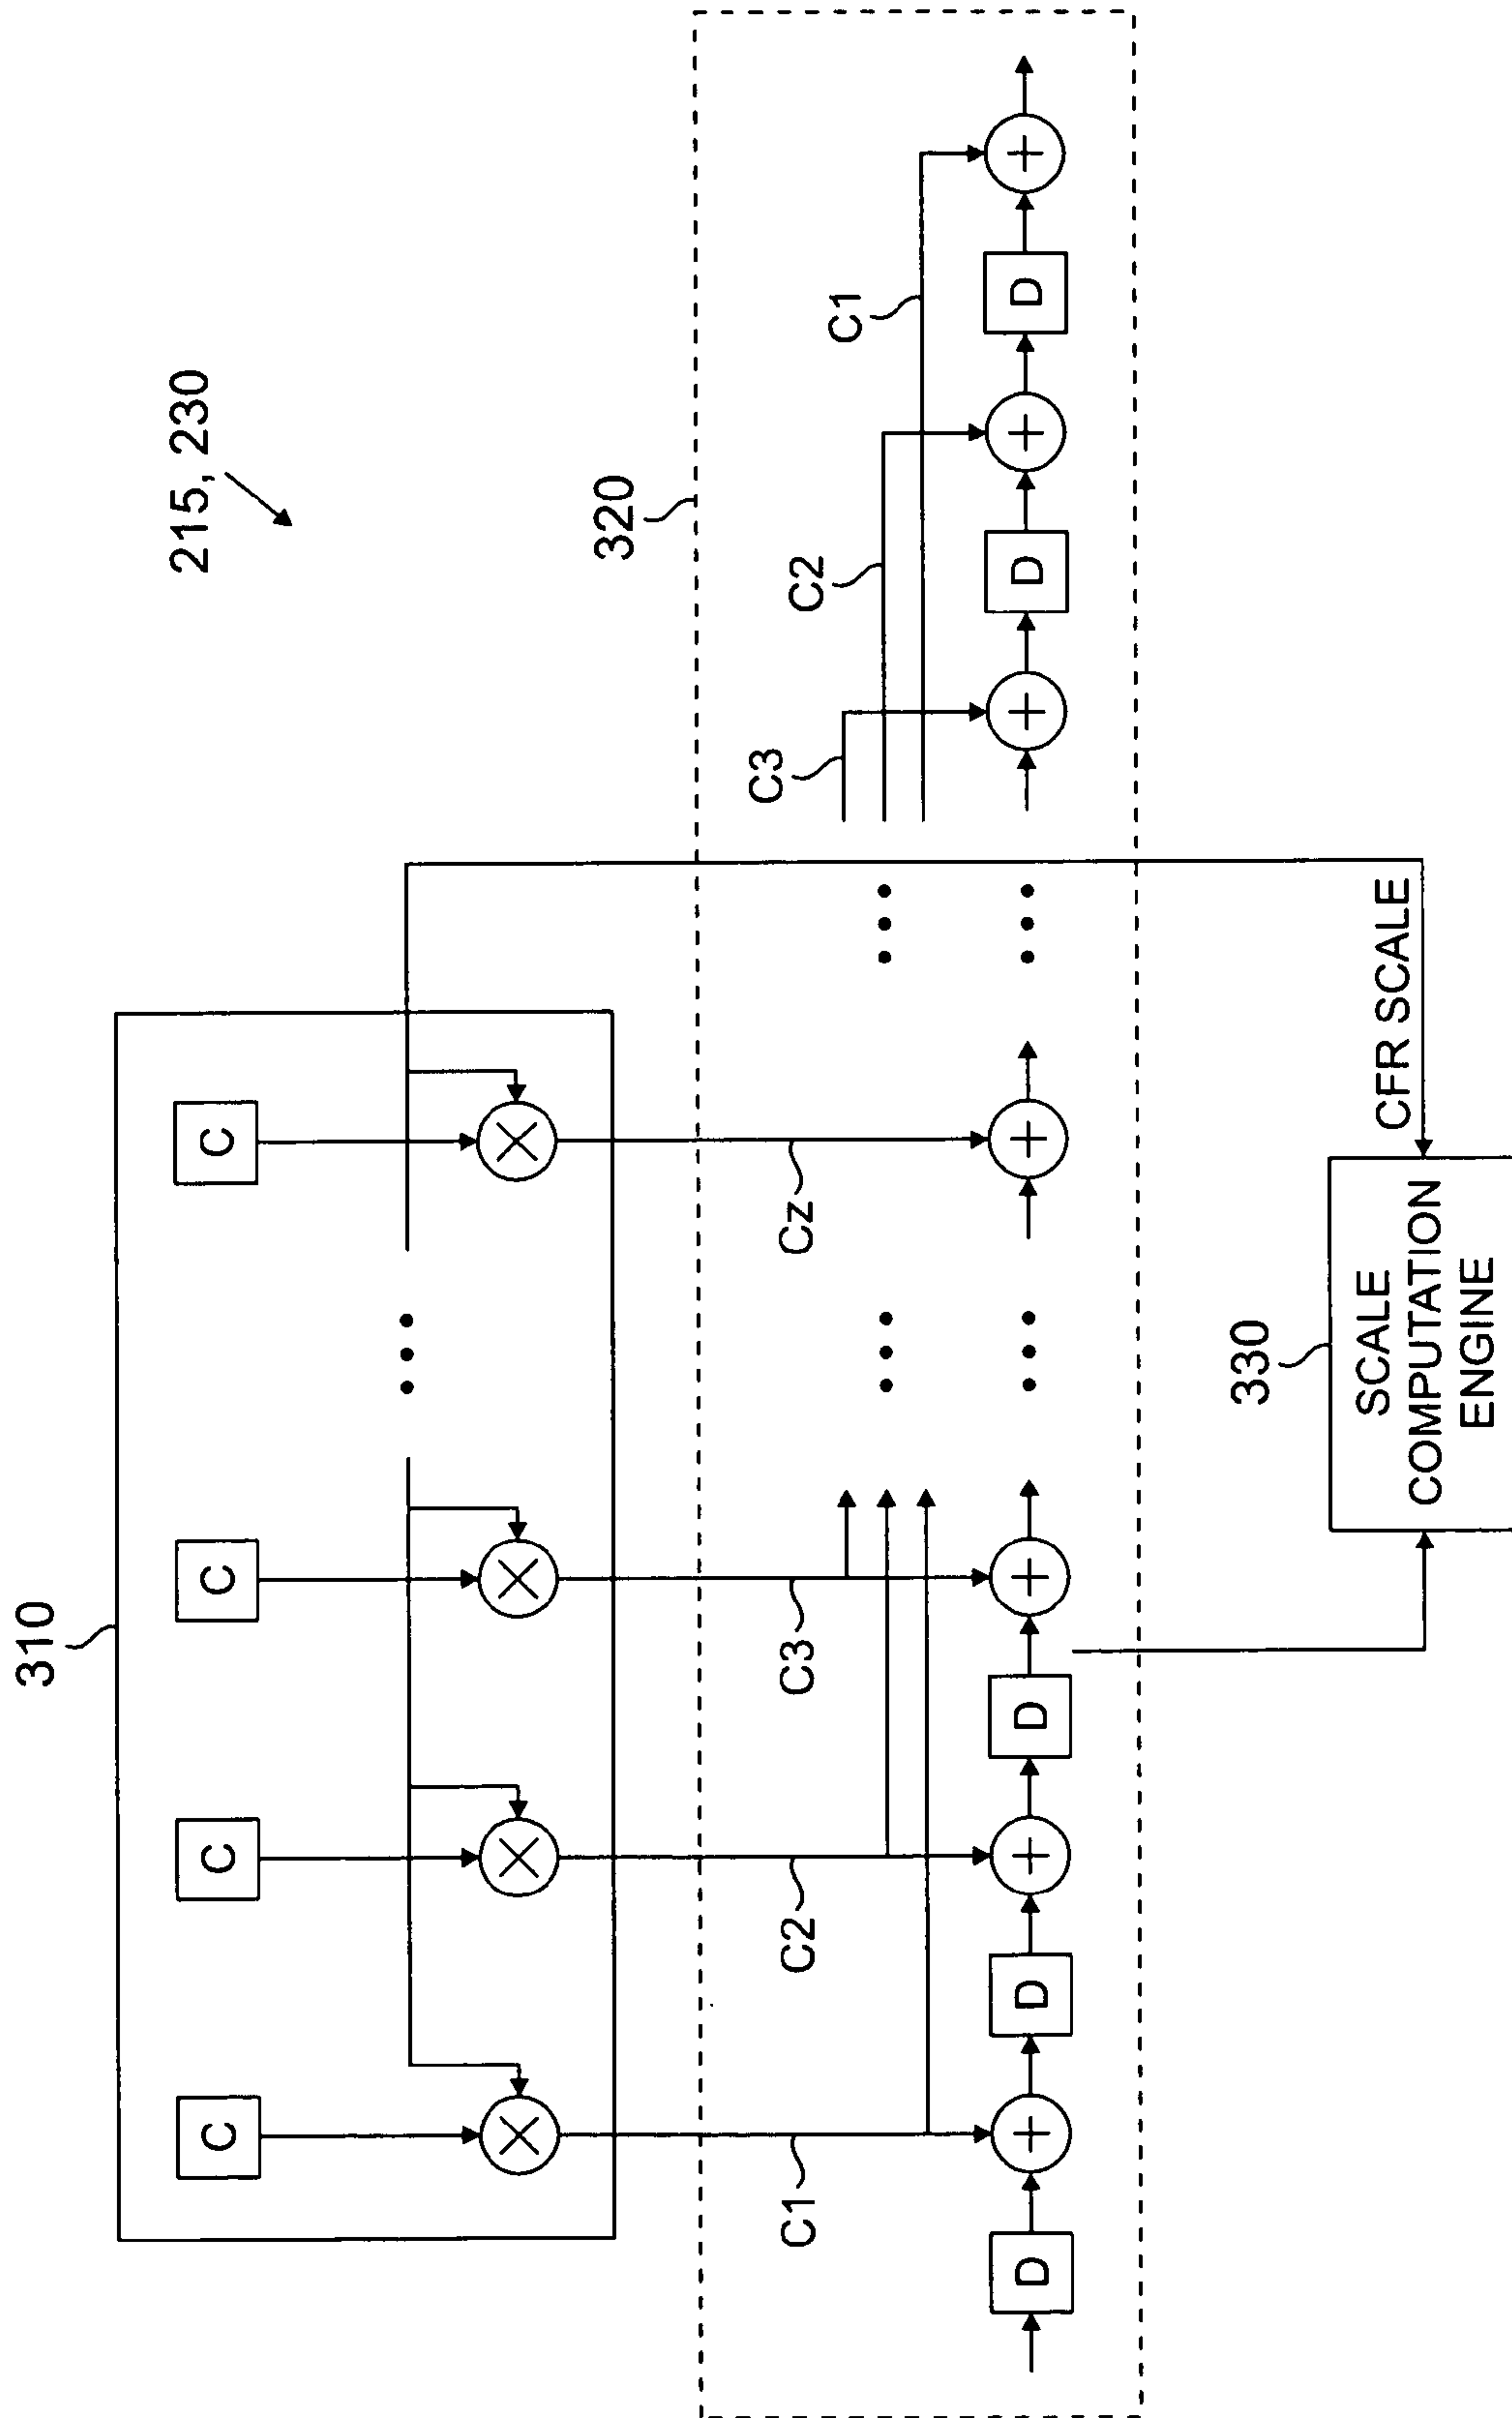 215, 230
310
C
C
C
C
320
C1
C2
C3
Cz
C3
C2
C1
×
×
×
×
D
+
D
+
D
+
+
+
D
+
D
+
330
SCALE
COMPUTATION
ENGINE
CFR SCALE